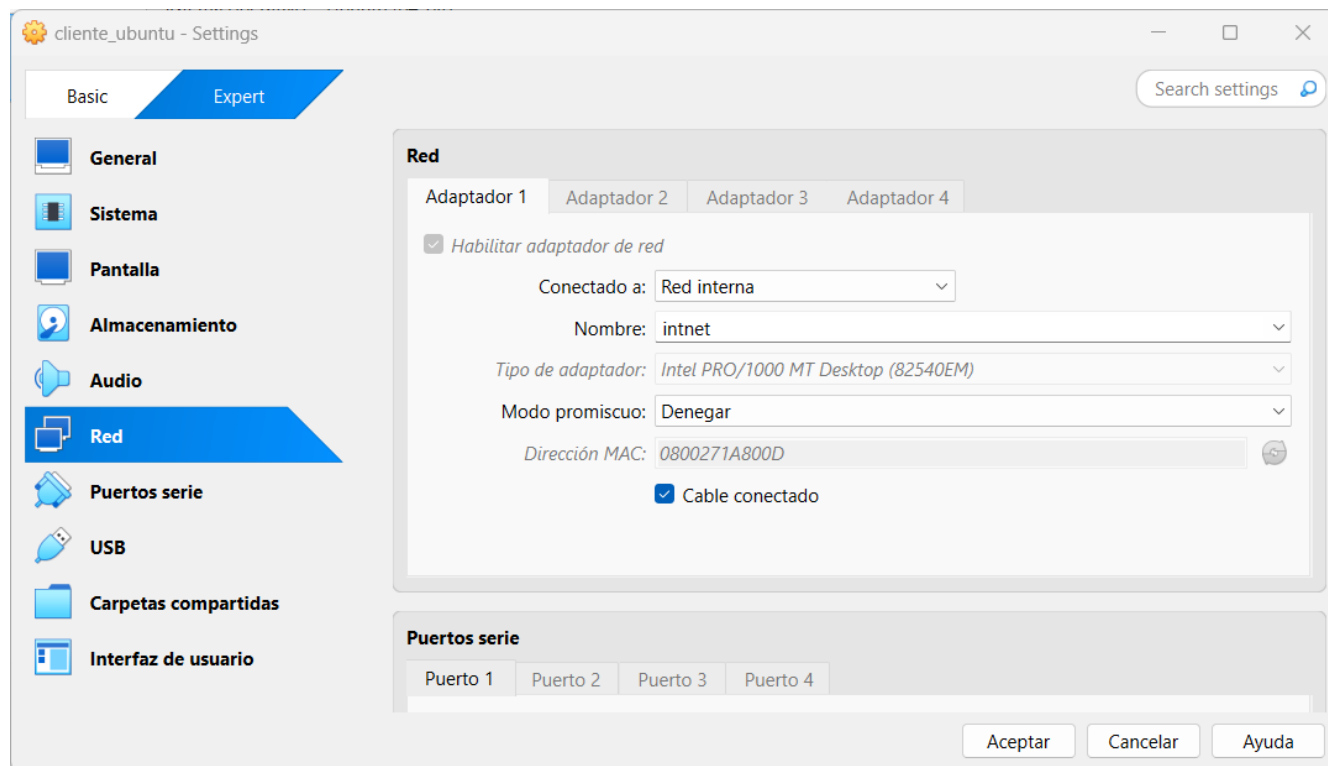 cliente_ubuntu - Settings
Basic
Expert
Search settings
General
Sistema
Pantalla
Almacenamiento
Audio
Red
Puertos serie
USB
Carpetas compartidas
Interfaz de usuario
Red
Adaptador 1
Adaptador 2
Adaptador 3
Adaptador 4
Habilitar adaptador de red
Conectado a: Red interna
Nombre: intnet
Tipo de adaptador: Intel PRO/1000 MT Desktop (82540EM)
Modo promiscuo: Denegar
Dirección MAC: 0800271A800D
Cable conectado
Puertos serie
Puerto 1
Puerto 2
Puerto 3
Puerto 4
Aceptar
Cancelar
Ayuda